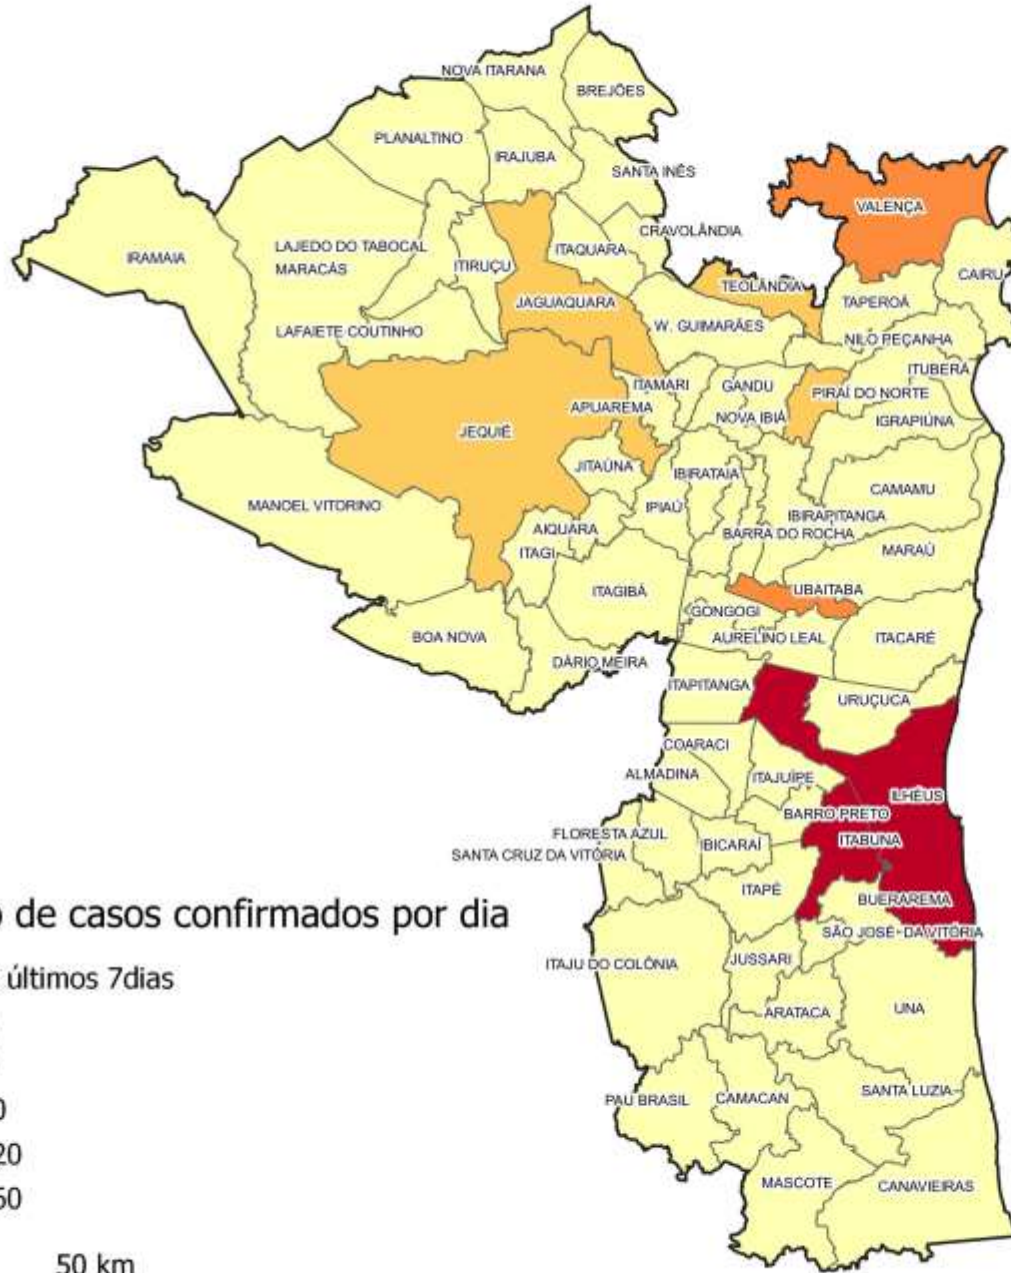 NOVA ITARANA
BREJÕES
PLANALTINO
IRAJUBA
SANTA INÊS
VALENÇA
CRAVOLÂNDIA
IRAMAIA
LAJEDO DO TABOCAL
ITAQUARA
MARACÁS
ITIRUÇU
CAIRU
TEOLÂNDIA
JAGUAQUARA
TAPEROÁ
LAFAIETE COUTINHO
W. GUIMARÃES
NILO PEÇANHA
ITUBERÁ
ITAMARI
GANDU
PIRAÍ DO NORTE
APUAREMA
NOVA IBIÁ
IGRAPIÚNA
JEQUIÉ
JITAÚNA
IBIRATAIA
CAMAMU
MANOEL VITORINO
IPIAÚ
IBIRAPITANGA
AIQUARA
BARRA DO ROCHA
ITAGI
MARAÚ
ITAGIBÁ
UBAITABA
GONGOGI
BOA NOVA
AURELINO LEAL
ITACARÉ
DÁRIO MEIRA
ITAPITANGA
URUÇUCA
COARACI
ALMADINA
ITAJUÍPE
ILHÉUS
BARRO PRETO
FLORESTA AZUL
IBICARAÍ
ITABUNA
SANTA CRUZ DA VITÓRIA
ITAPÉ
BUERAREMA
de casos confirmados por dia
SÃO JOSÉ DA VITÓRIA
ITAJU DO COLÔNIA
JUSSARI
últimos 7dias
ARATACA
UNA
PAU BRASIL
CAMACAN
SANTA LUZIA
0
20
MASCOTE
CANAVIEIRAS
50
50 km